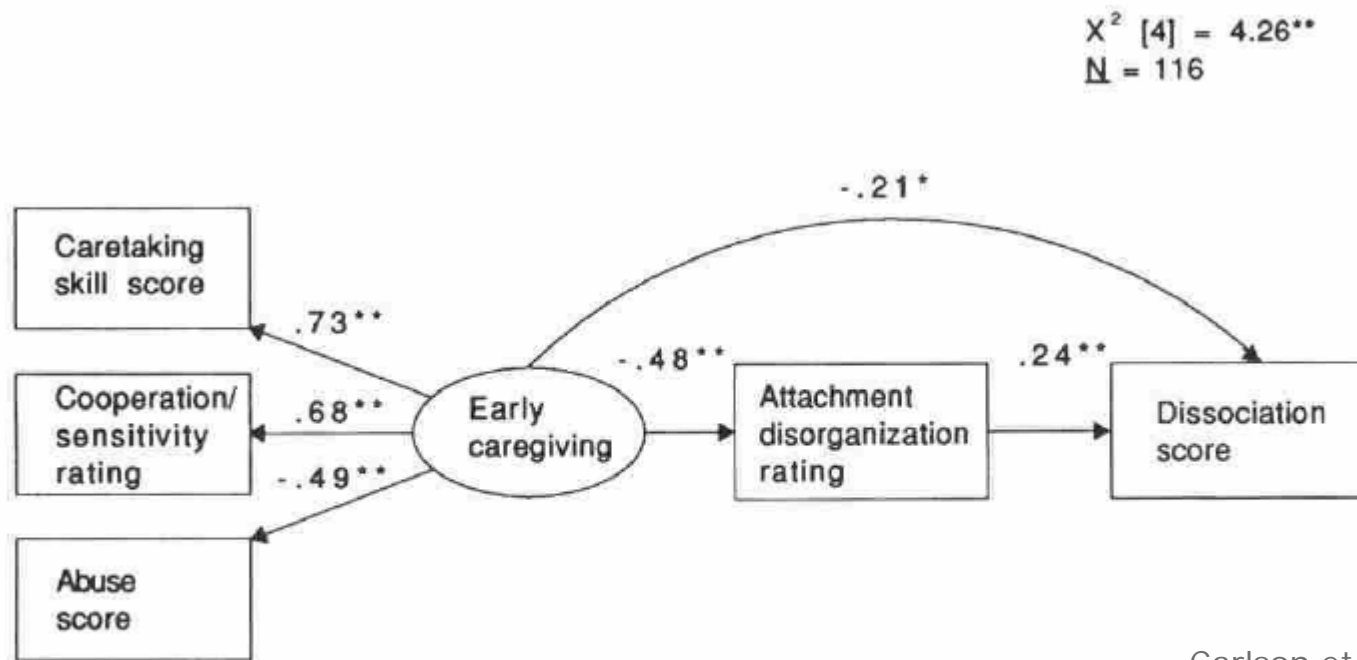 X² [4] = 4.26**
N = 116
-.21*
Caretaking
skill score
.73**
-.48**
.24**
Cooperation/
sensitivity
rating
.68**
Early
caregiving
Attachment
disorganization
rating
Dissociation
score
-.49**
Abuse
score